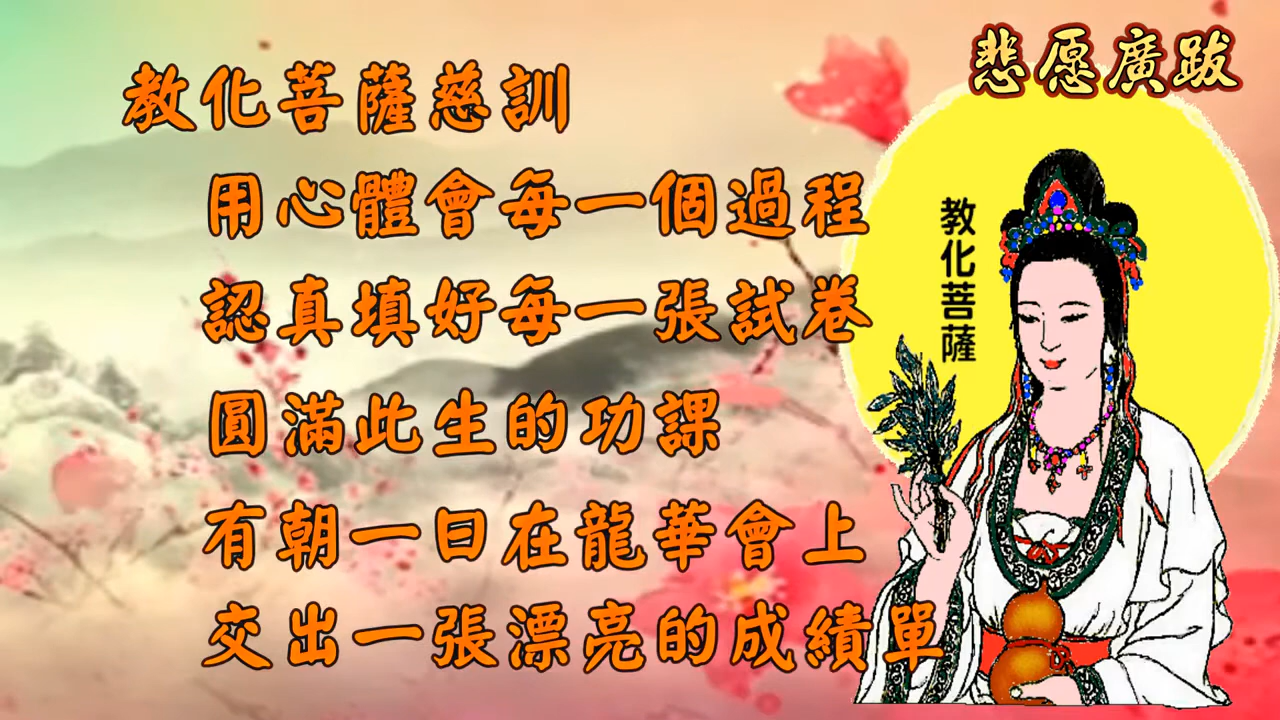 悲愿廣跋
教化菩薩慈訓
用心體會每一個過程
認真填好每一張試卷
圓滿此生的功課
有朝一日在龍華會上
交出一張漂亮的成績單
教化菩薩